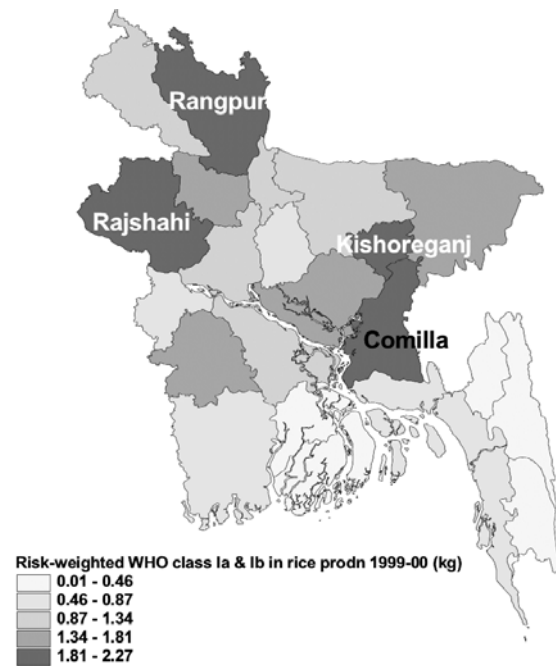 Rangpur
Rajshahi
Kishoreganj
Comilla
Risk-weighted WHO class Ia & Ib in rice prodn 1999-00 (kg)
0.01 - 0.46
0.46 - 0.87
0.87 - 1.34
1.34 - 1.81
1.81 - 2.27